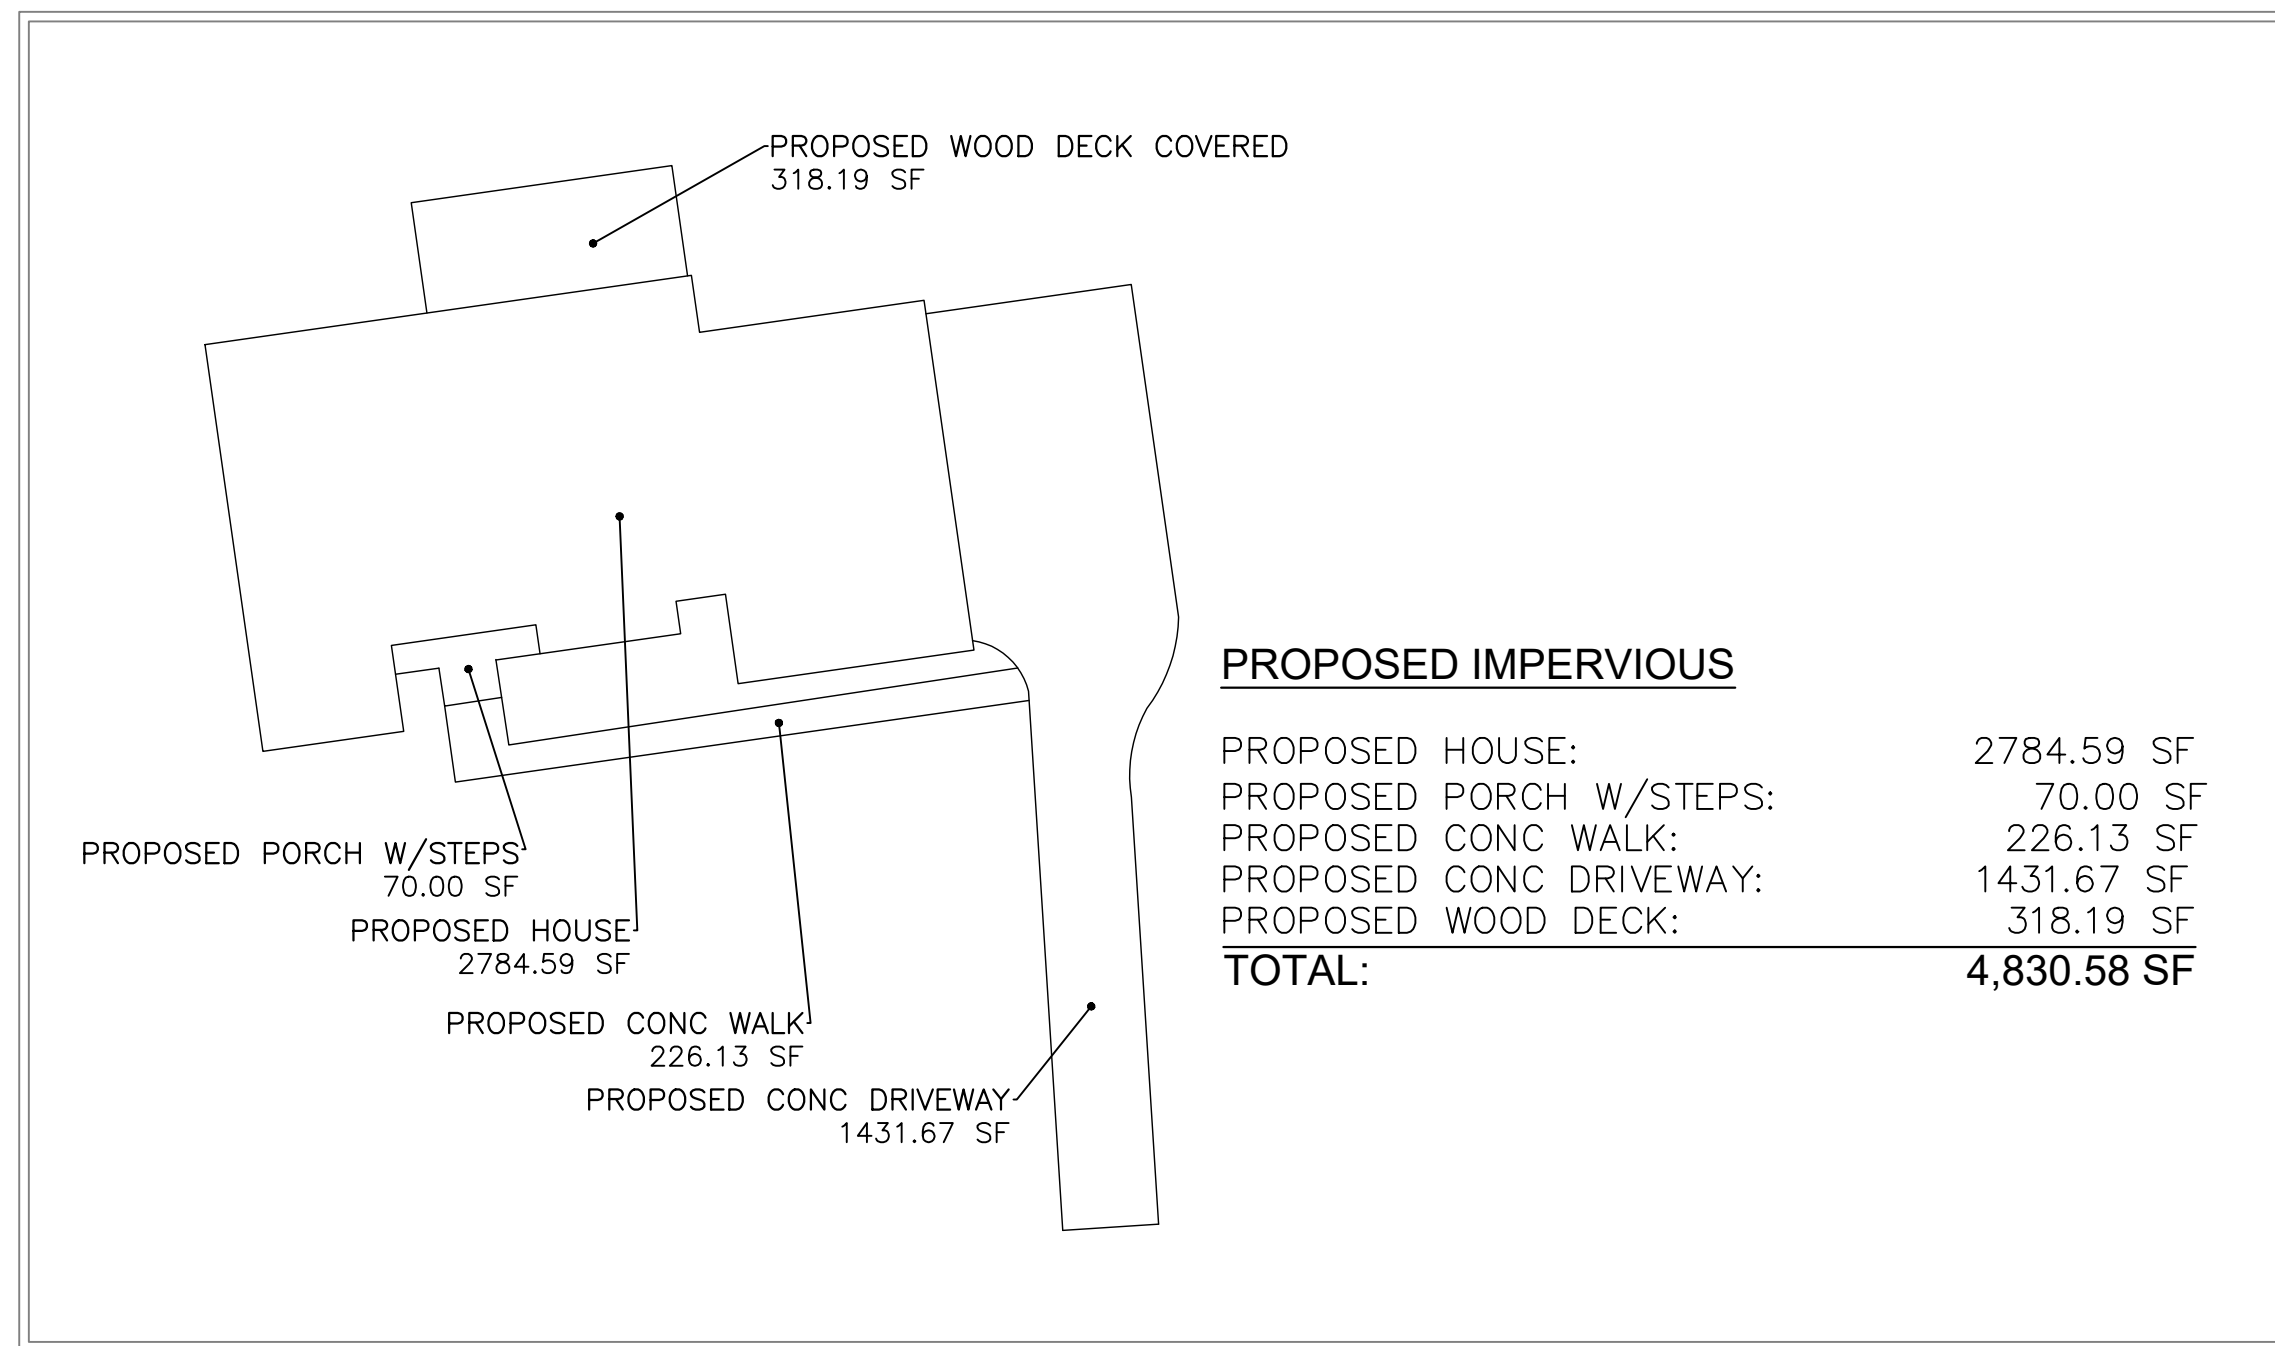 PROPOSED WOOD DECK COVERED
318.19 SF
PROPOSED PORCH W/STEPS
70.00 SF
PROPOSED HOUSE
2784.59 SF
PROPOSED CONC WALK
226.13 SF
PROPOSED CONC DRIVEWAY
1431.67 SF
PROPOSED IMPERVIOUS
PROPOSED HOUSE: 2784.59 SF
PROPOSED PORCH W/STEPS: 70.00 SF
PROPOSED CONC WALK: 226.13 SF
PROPOSED CONC DRIVEWAY: 1431.67 SF
PROPOSED WOOD DECK: 318.19 SF
TOTAL: 4,830.58 SF